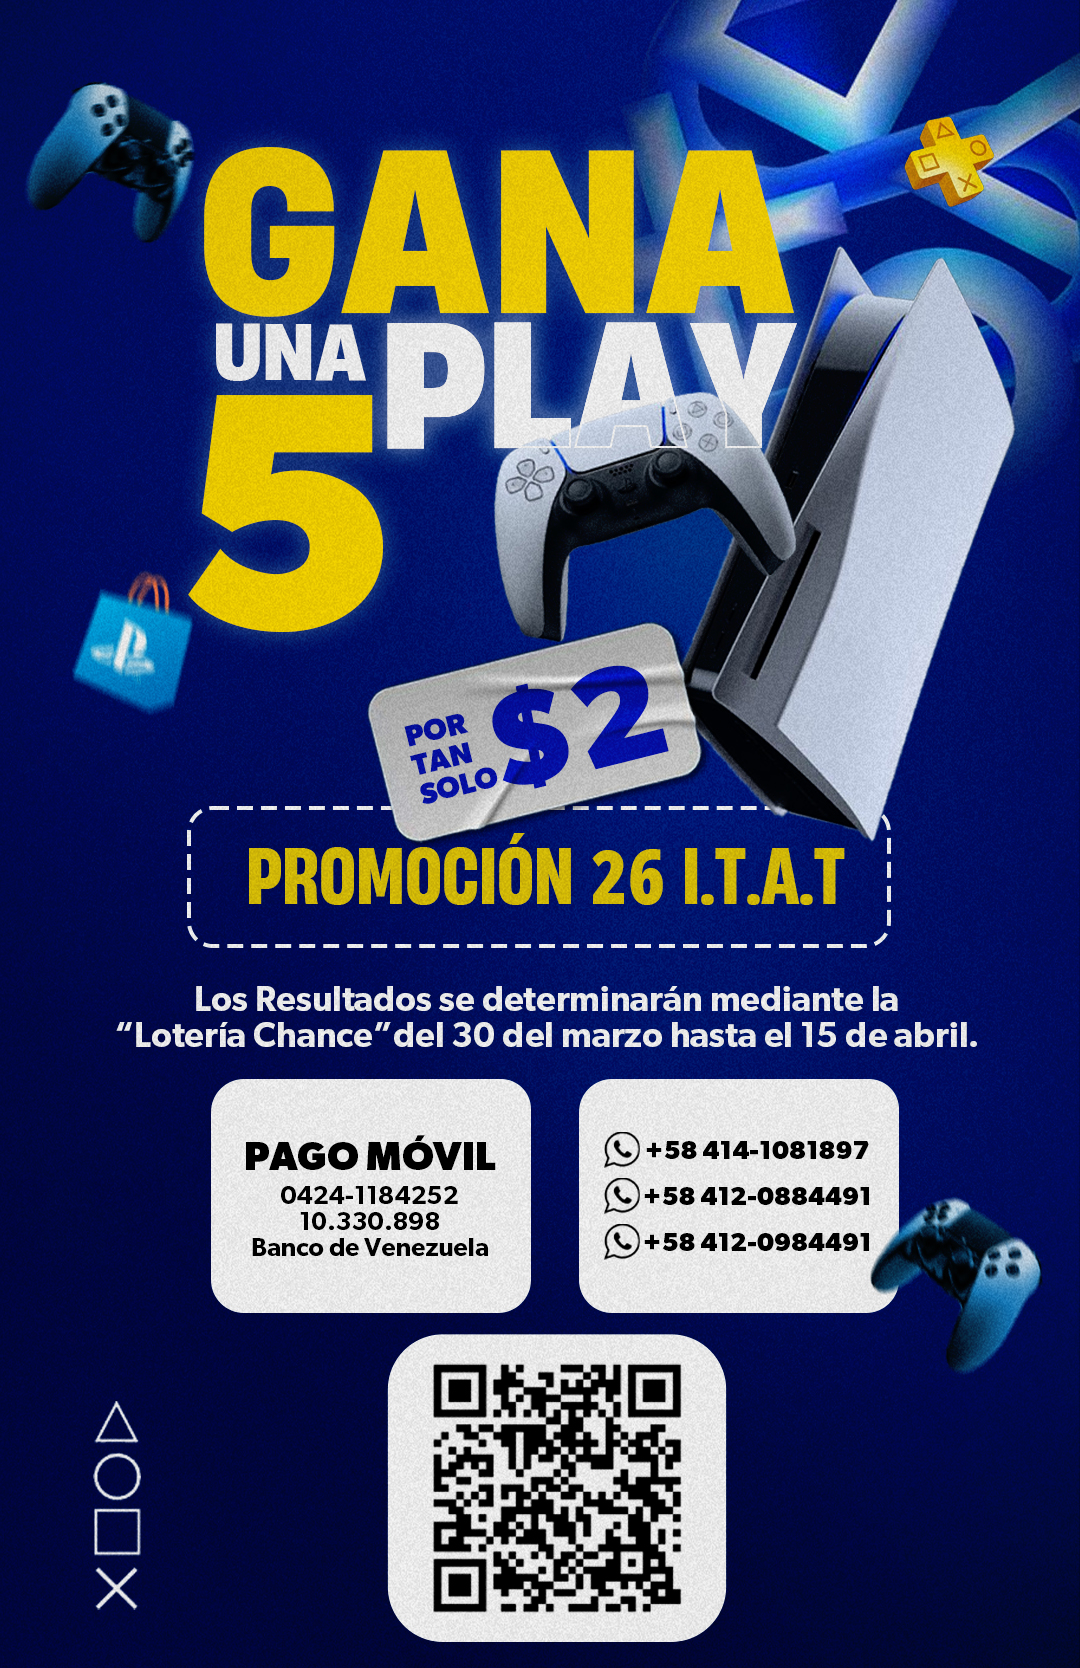 GANA
UNA PLAY
5
POR
TAN
SOLO $2
PROMOCIÓN 26 I.T.A.T
Los Resultados se determinarán mediante la
“Lotería Chance” del 30 del marzo hasta el 15 de abril.
PAGO MÓVIL
0424-1184252
10.330.898
Banco de Venezuela
+58 414-1081897
+58 412-0884491
+58 412-0984491